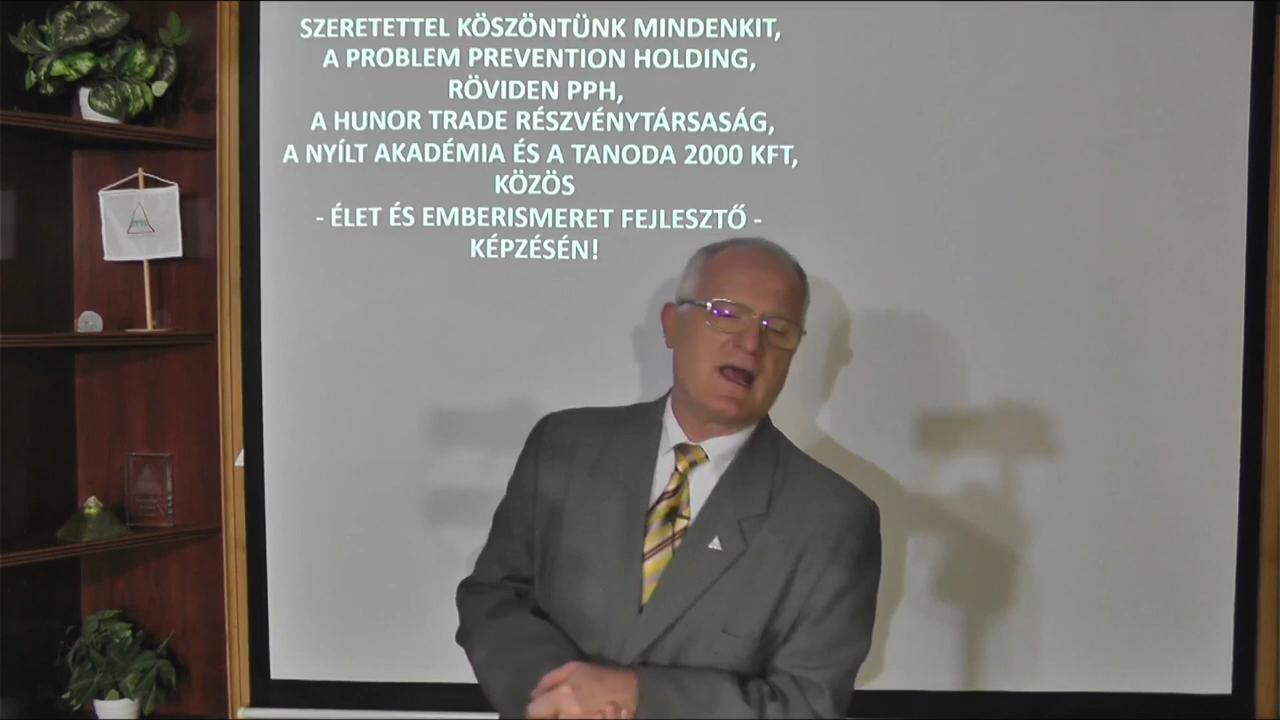 SZERETETTEL KÖSZÖNTÜNK MINDENKIT,
A PROBLEM PREVENTION HOLDING,
RÖVIDEN PPH,
A HUNOR TRADE RÉSZVÉNYTÁRSASÁG,
A NYÍLT AKADÉMIA ÉS A TANODA 2000 KFT,
KÖZÖS
- ÉLET ÉS EMBERISMERET FEJLESZTŐ -
KÉPZÉSÉN!